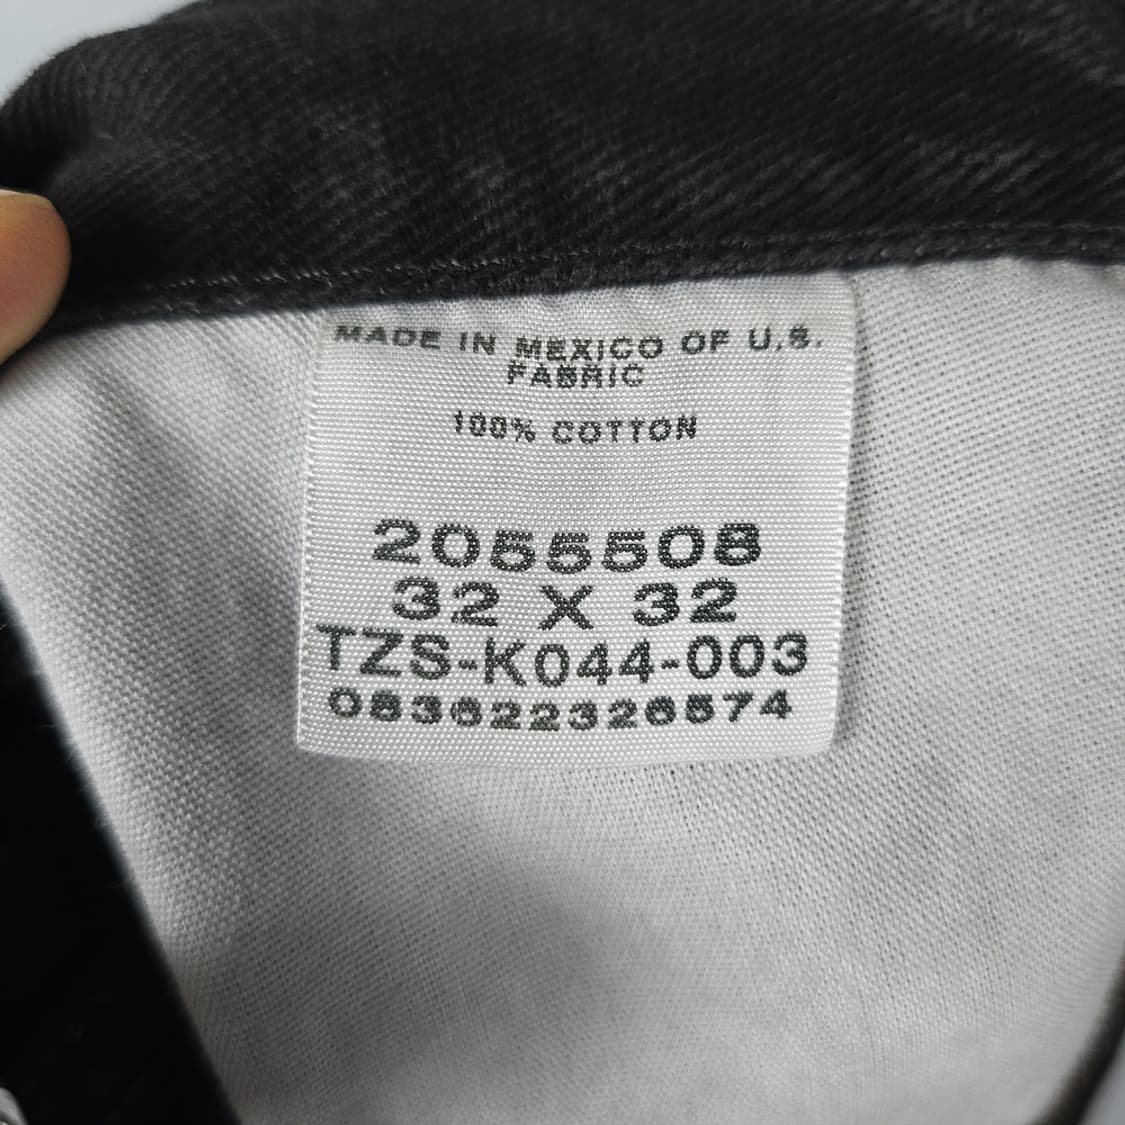 MADE IN MEXICO OF U.S.
FABRIC
100% COTTON
2055508
32 X 32
TZS-K044-003
083622326574